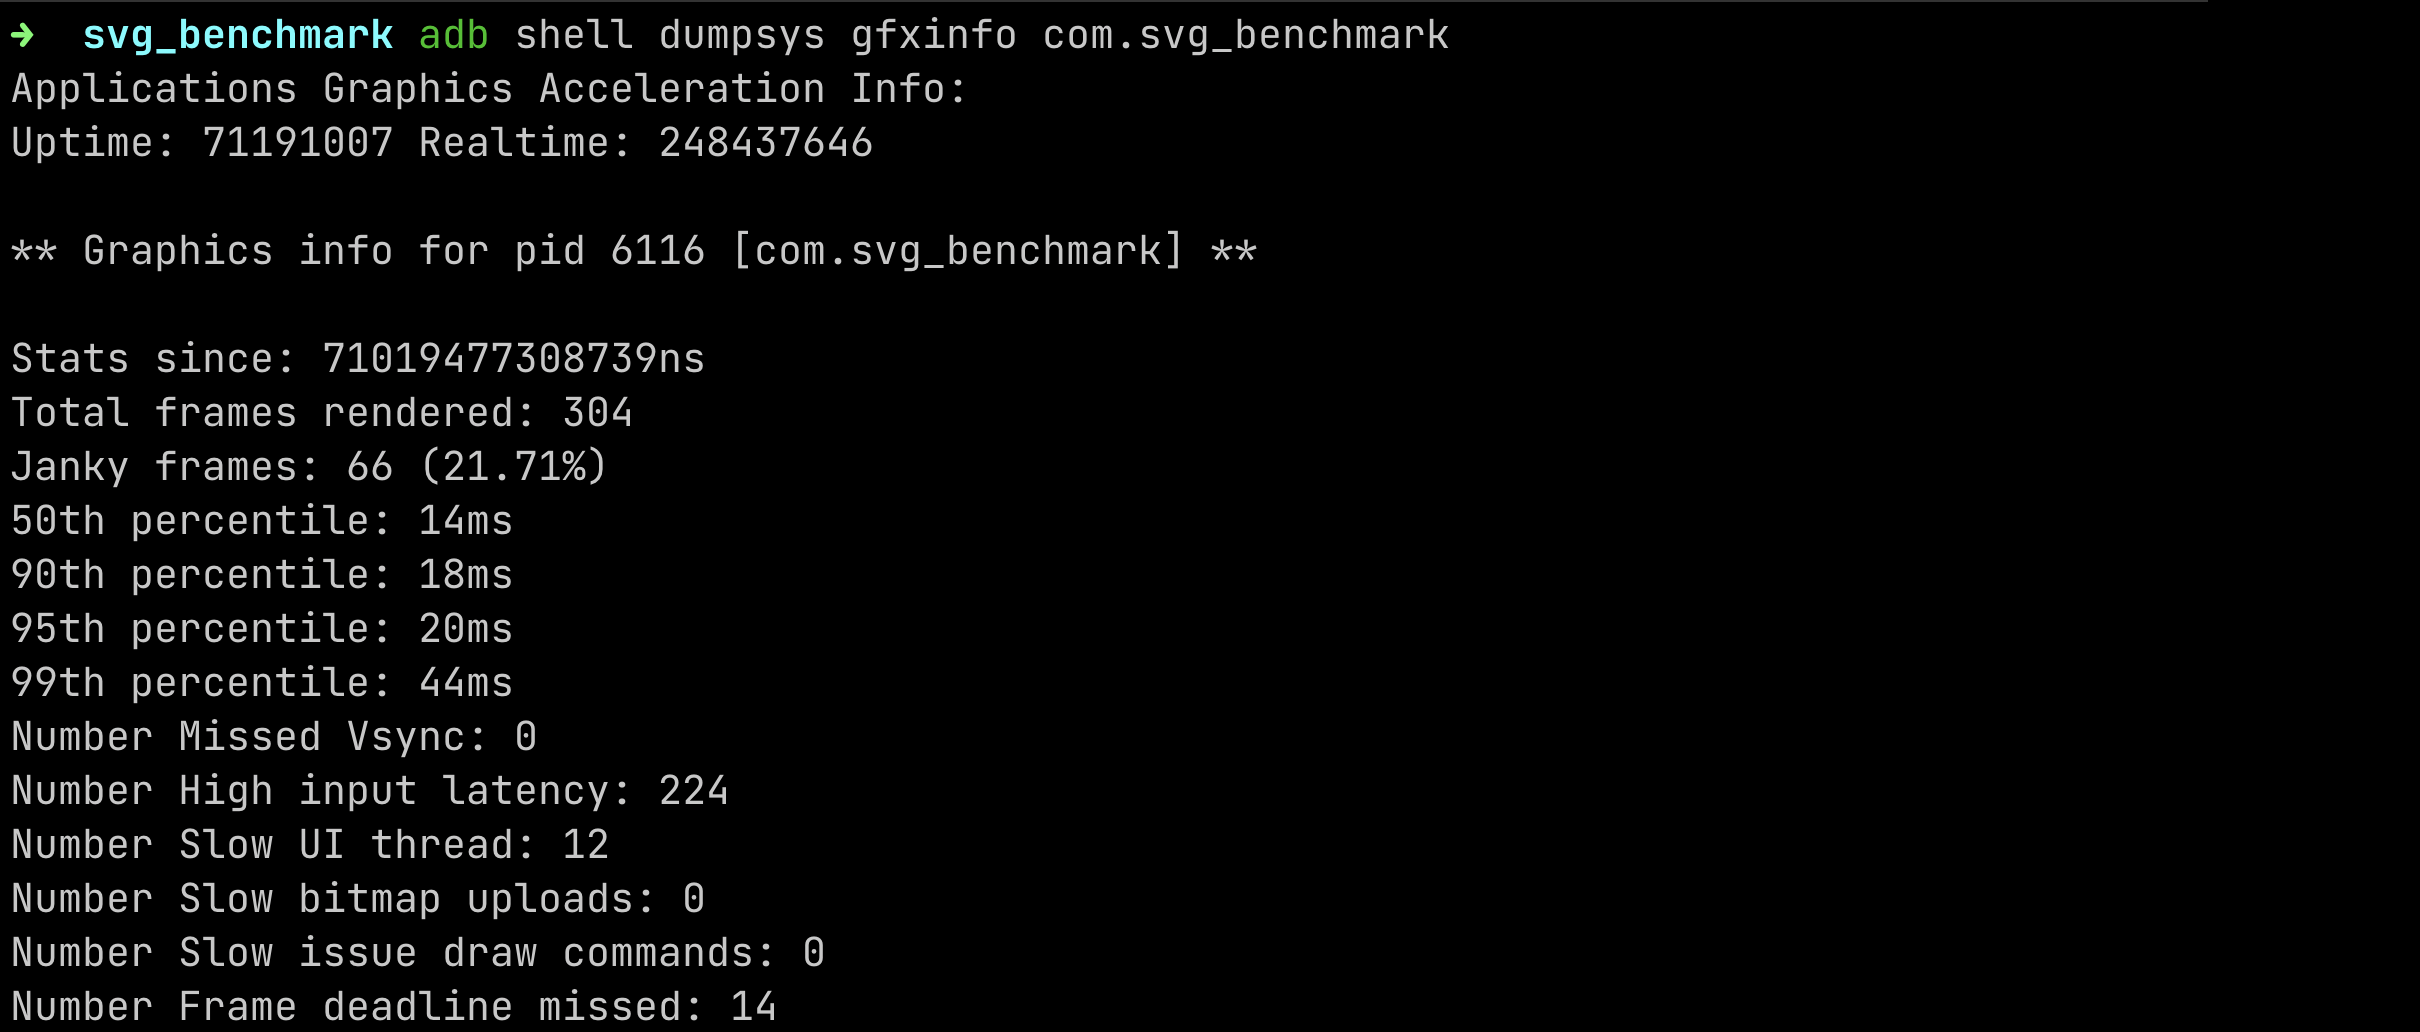 ➜  svg_benchmark adb shell dumpsys gfxinfo com.svg_benchmark
Applications Graphics Acceleration Info:
Uptime: 71191007 Realtime: 248437646
** Graphics info for pid 6116 [com.svg_benchmark] **
Stats since: 71019477308739ns
Total frames rendered: 304
Janky frames: 66 (21.71%)
50th percentile: 14ms
90th percentile: 18ms
95th percentile: 20ms
99th percentile: 44ms
Number Missed Vsync: 0
Number High input latency: 224
Number Slow UI thread: 12
Number Slow bitmap uploads: 0
Number Slow issue draw commands: 0
Number Frame deadline missed: 14